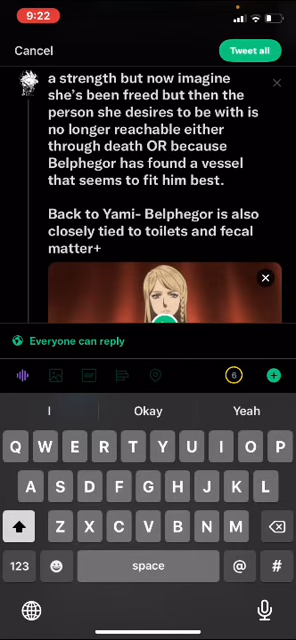 9:22
Cancel
Tweet all
a strength but now imagine
she's been freed but then the
person she desires to be with is
no longer reachable either
through death OR because
Belphegor has found a vessel
that seems to fit him best.
Back to Yami- Belphegor is also
closely tied to toilets and fecal
matter+
Everyone can reply
GIF
6
I
Okay
Yeah
Q W E R T Y U I O P
A S D F G H J K L
Z X C V B N M
123
space
@
#